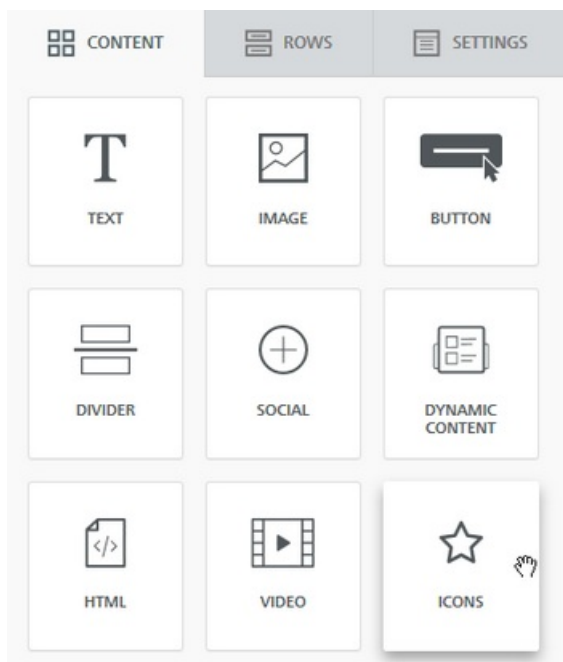 CONTENT
ROWS
SETTINGS
TEXT
IMAGE
BUTTON
DIVIDER
SOCIAL
DYNAMIC
CONTENT
HTML
VIDEO
ICONS